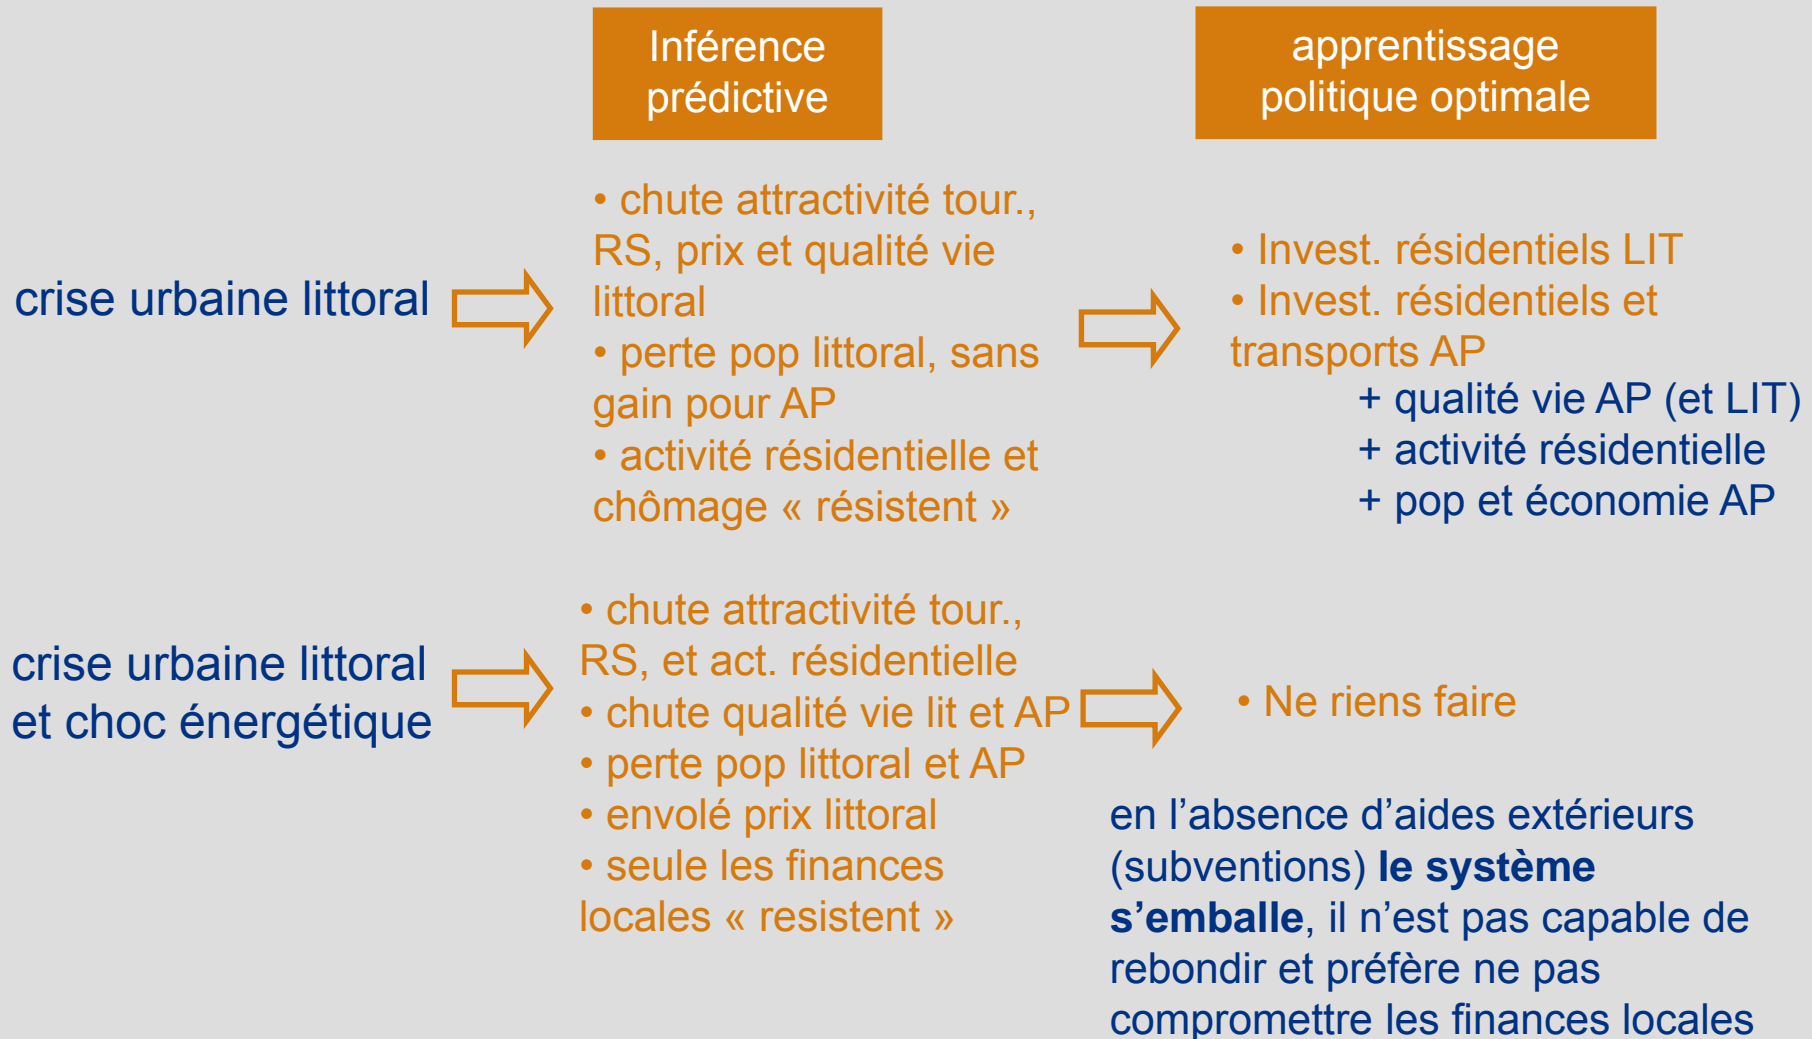 Inférence
prédictive
apprentissage
politique optimale
crise urbaine littoral
• chute attractivité tour.,
RS, prix et qualité vie
littoral
• perte pop littoral, sans
gain pour AP
• activité résidentielle et
chômage « résistent »
• Invest. résidentiels LIT
• Invest. résidentiels et
transports AP
+ qualité vie AP (et LIT)
+ activité résidentielle
+ pop et économie AP
crise urbaine littoral
et choc énergétique
• chute attractivité tour.,
RS, et act. résidentielle
• chute qualité vie lit et AP
• perte pop littoral et AP
• envolé prix littoral
• seule les finances
locales « resistent »
• Ne riens faire
en l’absence d’aides extérieurs
(subventions) le système
s’emballe, il n’est pas capable de
rebondir et préfère ne pas
compromettre les finances locales